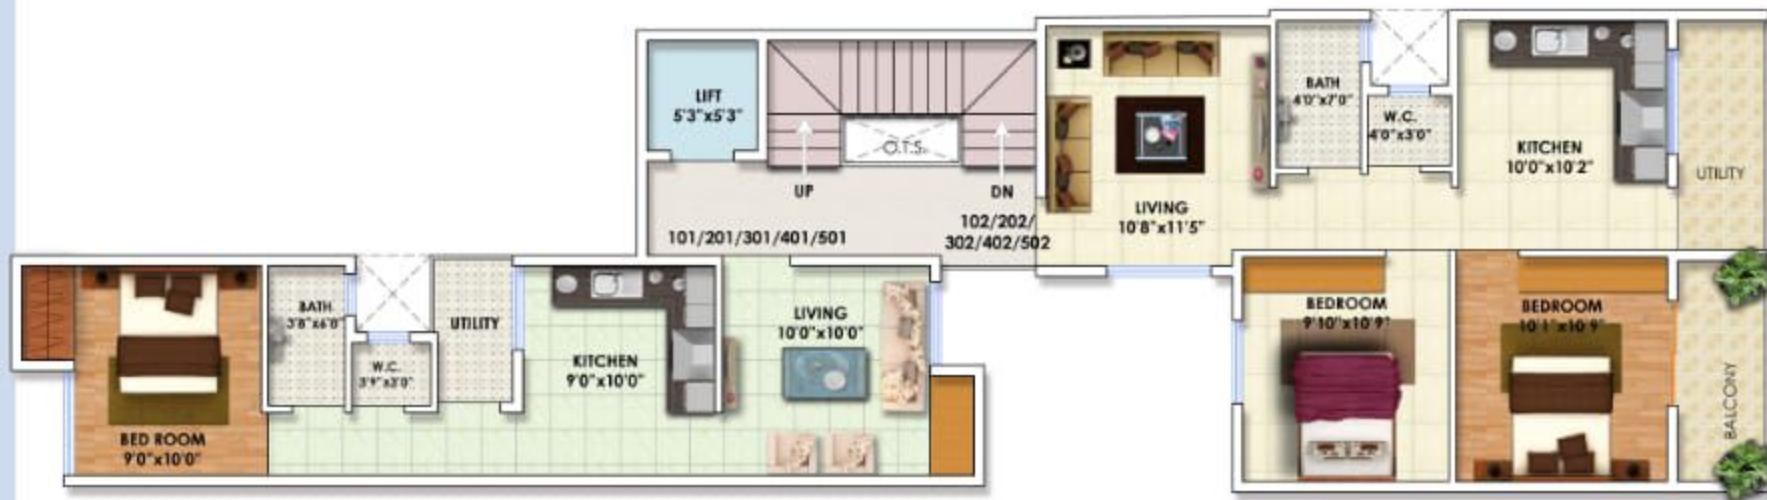 LIFT
5'3"x5'3"
O.T.S.
UP
DN
101/201/301/401/501
102/202/
302/402/502
LIVING
10'8"x11'5"
BATH
4'0"x7'0"
W.C.
4'0"x3'0"
KITCHEN
10'0"x10'2"
UTILITY
BED ROOM
9'0"x10'0"
BATH
3'8"x6'0"
W.C.
3'9"x3'0"
UTILITY
KITCHEN
9'0"x10'0"
LIVING
10'0"x10'0"
BEDROOM
9'10"x10'9"
BEDROOM
10'1"x10'9"
BALCONY